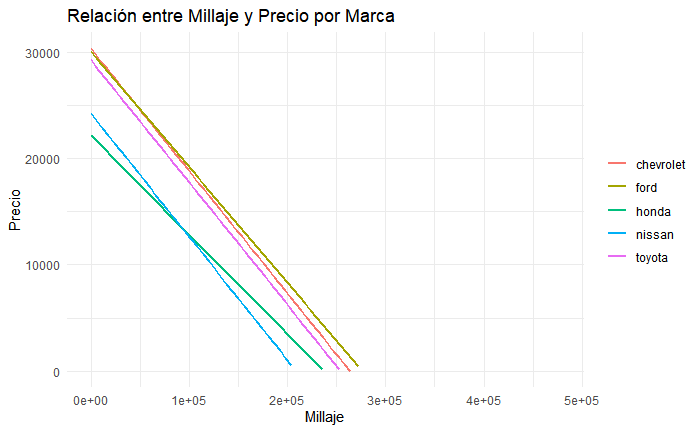 Relación entre Millaje y Precio por Marca
30000
20000
10000
0
Precio
0e+00 1e+05 2e+05 3e+05 4e+05 5e+05
Millaje
chevrolet
ford
honda
nissan
toyota